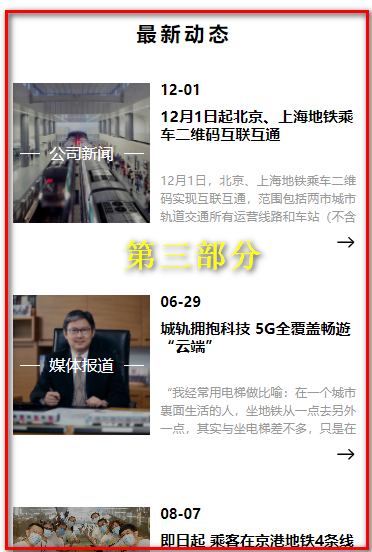 最新动态
12-01
12月1日起北京、上海地铁乘
车二维码互联互通
公司新闻
12月1日，北京、上海地铁乘车二维
码实现互联互通，范围包括两市城市
轨道交通所有运营线路和车站（不含
第三部分
06-29
城轨拥抱科技 5G全覆盖畅遊
“云端”
媒体报道
“我经常用电梯做比喻：在一个城市
裏面生活的人，坐地铁从一点去另外
一点，其实与坐电梯差不多，只是在
08-07
即日起 乘客在京港地铁4条线